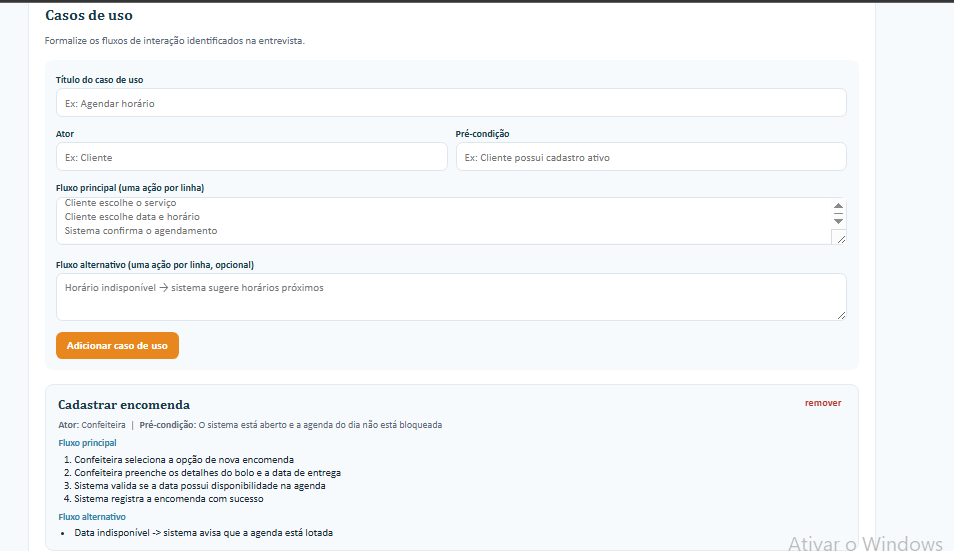 Casos de uso
Formalize os fluxos de interação identificados na entrevista.
Título do caso de uso
Ex: Agendar horário
Ator
Pré-condição
Ex: Cliente
Ex: Cliente possui cadastro ativo
Fluxo principal (uma ação por linha)
Cliente escolhe o serviço
Cliente escolhe data e horário
Sistema confirma o agendamento
Fluxo alternativo (uma ação por linha, opcional)
Horário indisponível → sistema sugere horários próximos
Adicionar caso de uso
Cadastrar encomenda
remover
Ator: Confeiteira | Pré-condição: O sistema está aberto e a agenda do dia não está bloqueada
Fluxo principal
1. Confeiteira seleciona a opção de nova encomenda
2. Confeiteira preenche os detalhes do bolo e a data de entrega
3. Sistema valida se a data possui disponibilidade na agenda
4. Sistema registra a encomenda com sucesso
Fluxo alternativo
• Data indisponível -> sistema avisa que a agenda está lotada
Ativar o Windows